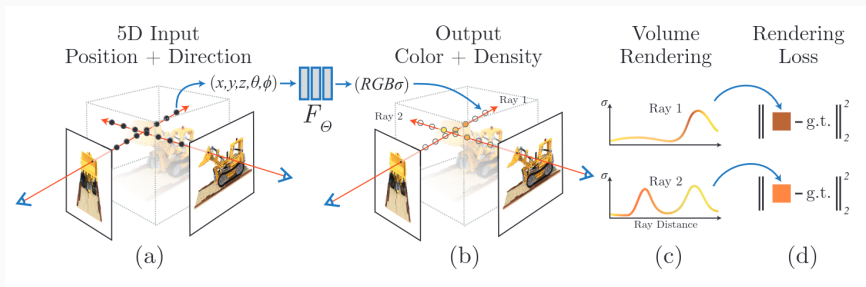 5D Input
Position + Direction
Output
Color + Density
Volume
Rendering
Rendering
Loss
(x,y,z,θ,ϕ)
F_Θ
(RGBσ)
Ray 1
Ray 2
σ
Ray 1
σ
Ray 2
Ray Distance
‖ - g.t. ‖₂²
‖ - g.t. ‖₂²
(a)
(b)
(c)
(d)